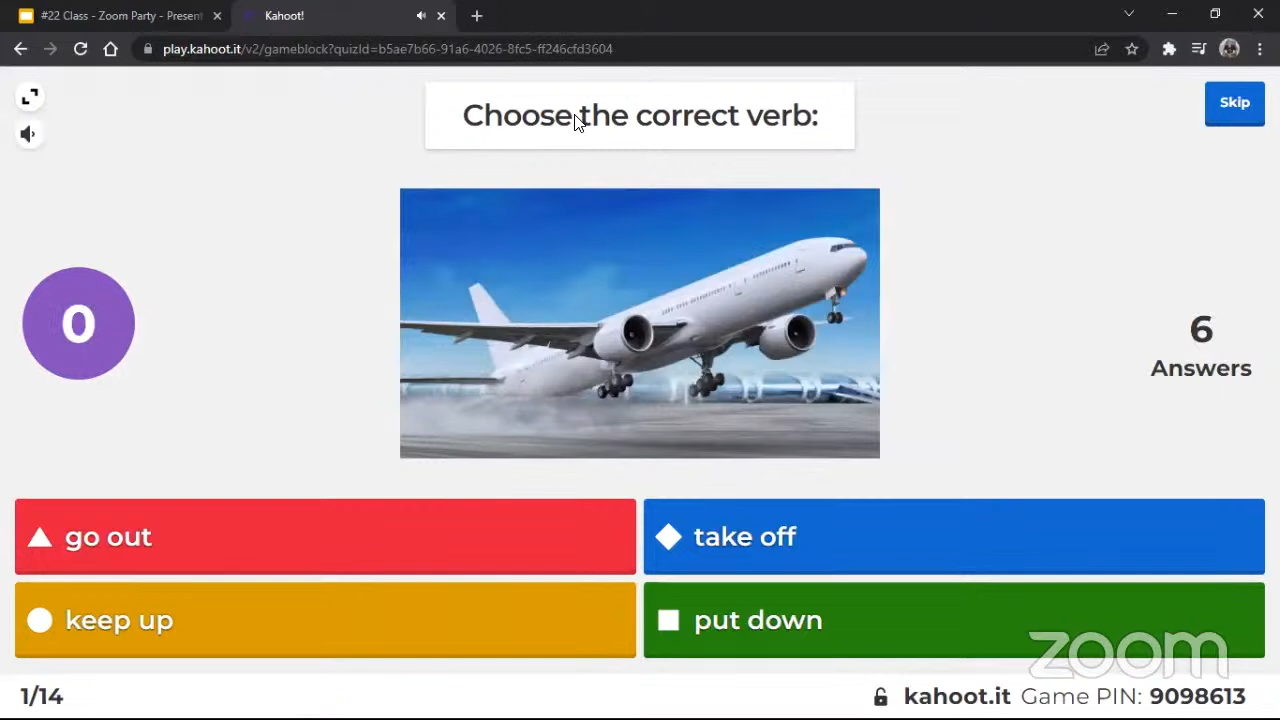 #22 Class - Zoom Party - Present
Kahoot!
play.kahoot.it/v2/gameblock?quizId=b5ae7b66-91a6-4026-8fc5-ff246cfd3604
Choose the correct verb:
Skip
0
6
Answers
go out
take off
keep up
put down
zoom
1/14
kahoot.it Game PIN: 9098613